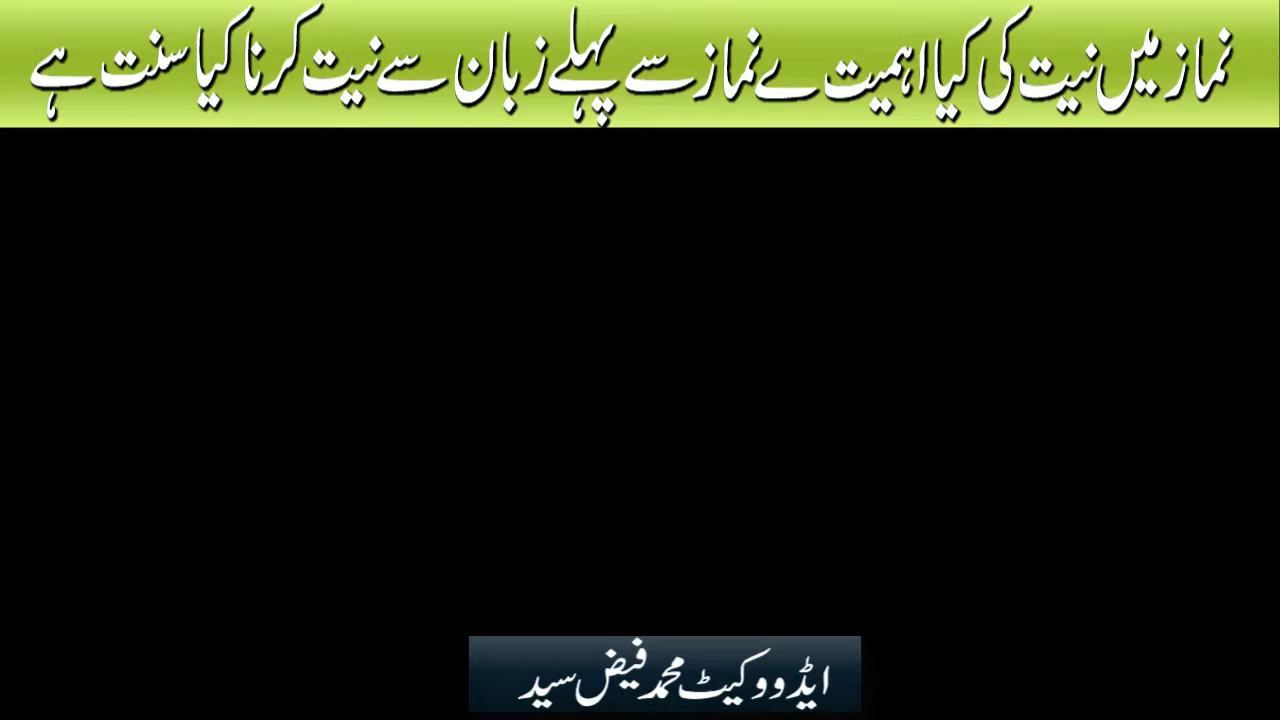 نماز میں نیت کی کیا اہمیت ے نماز سے پہلے زبان سے نیت کرنا کیا سنت ہے
ایڈووکیٹ محمد فیض سید